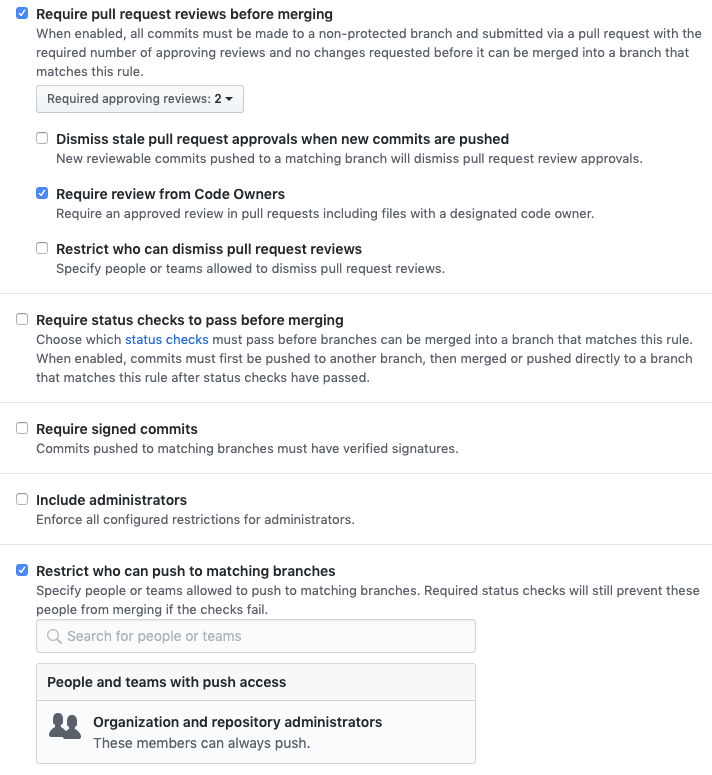 Require pull request reviews before merging
When enabled, all commits must be made to a non-protected branch and submitted via a pull request with the
required number of approving reviews and no changes requested before it can be merged into a branch that
matches this rule.
Required approving reviews: 2
Dismiss stale pull request approvals when new commits are pushed
New reviewable commits pushed to a matching branch will dismiss pull request review approvals.
Require review from Code Owners
Require an approved review in pull requests including files with a designated code owner.
Restrict who can dismiss pull request reviews
Specify people or teams allowed to dismiss pull request reviews.
Require status checks to pass before merging
Choose which status checks must pass before branches can be merged into a branch that matches this rule.
When enabled, commits must first be pushed to another branch, then merged or pushed directly to a branch
that matches this rule after status checks have passed.
Require signed commits
Commits pushed to matching branches must have verified signatures.
Include administrators
Enforce all configured restrictions for administrators.
Restrict who can push to matching branches
Specify people or teams allowed to push to matching branches. Required status checks will still prevent these
people from merging if the checks fail.
Search for people or teams
People and teams with push access
Organization and repository administrators
These members can always push.